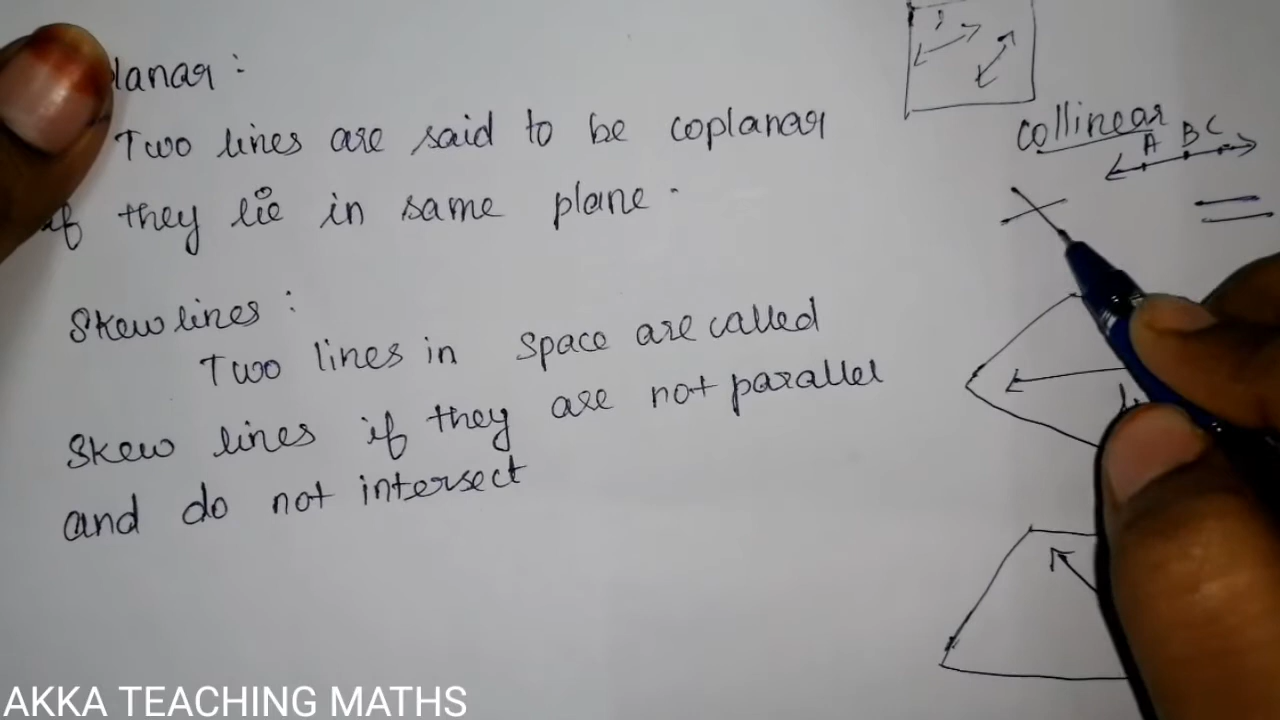 lanar :
Two lines are said to be coplanar
if they lie in same plane .
Skew lines :
Two lines in space are called
Skew lines if they are not parallel
and do not intersect
collinear
A B C
AKKA TEACHING MATHS